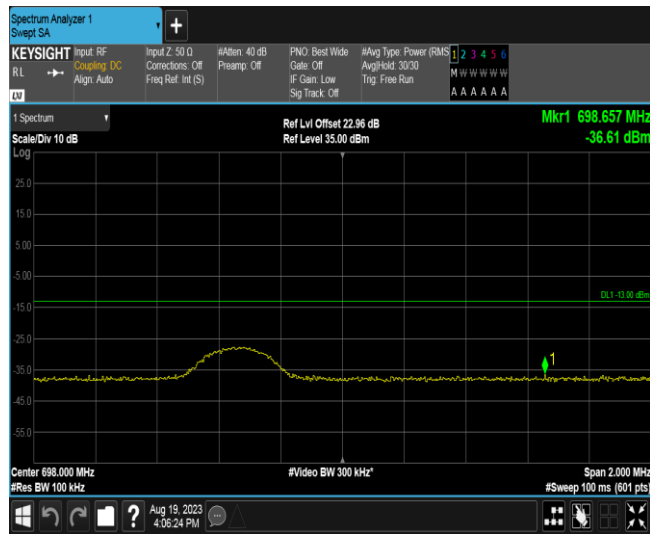 Spectrum Analyzer 1
Swept SA
+
KEYSIGHT
RL
LXI
Input: RF
Coupling: DC
Align: Auto
Input Z: 50 Ω
Corrections: Off
Freq Ref: Int (S)
#Atten: 40 dB
Preamp: Off
PNO: Best Wide
Gate: Off
IF Gain: Low
Sig Track: Off
#Avg Type: Power (RMS
Avg|Hold: 30/30
Trig: Free Run
1 2 3 4 5 6
M W W W W W
A A A A A A
1 Spectrum
Scale/Div 10 dB
Log
Ref Lvl Offset 22.96 dB
Ref Level 35.00 dBm
Mkr1 698.657 MHz
-36.61 dBm
25.0
15.0
5.00
-5.00
DL1 -13.00 dBm
-15.0
-25.0
-35.0
1
-45.0
-55.0
Center 698.000 MHz
#Res BW 100 kHz
#Video BW 300 kHz*
Span 2.000 MHz
#Sweep 100 ms (601 pts)
?
Aug 19, 2023
4:06:24 PM